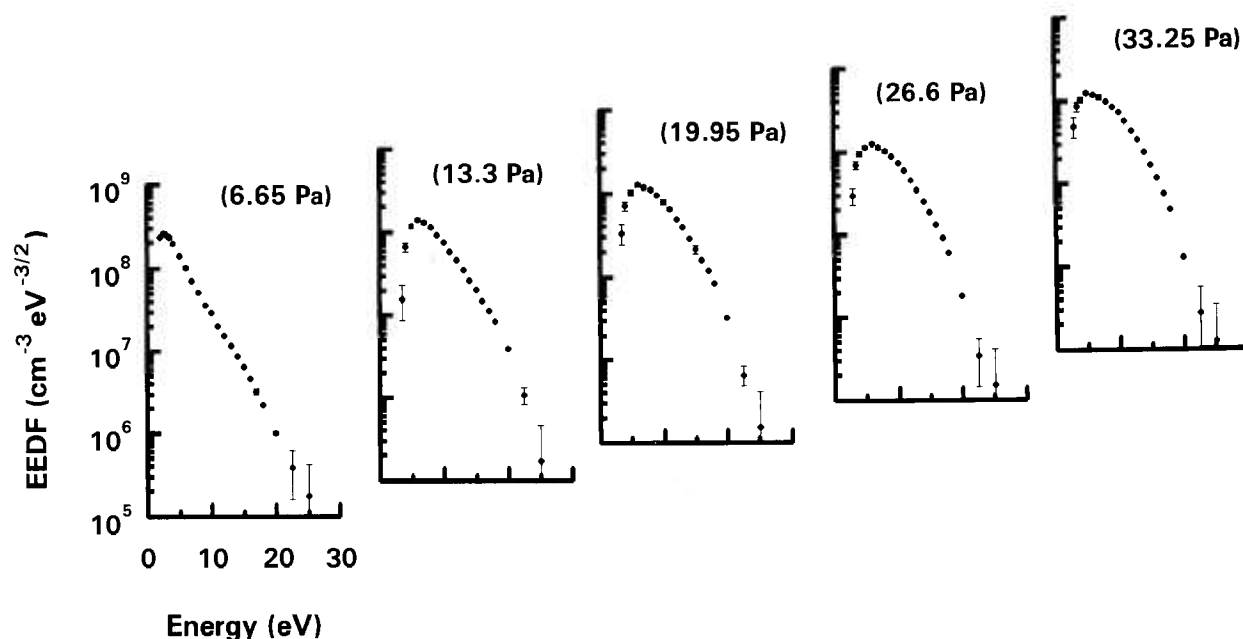 (33.25 Pa)
(26.6 Pa)
(19.95 Pa)
(13.3 Pa)
(6.65 Pa)
EEDF (cm⁻³ eV⁻³/²)
10⁹
10⁸
10⁷
10⁶
10⁵
0 10 20 30
Energy (eV)